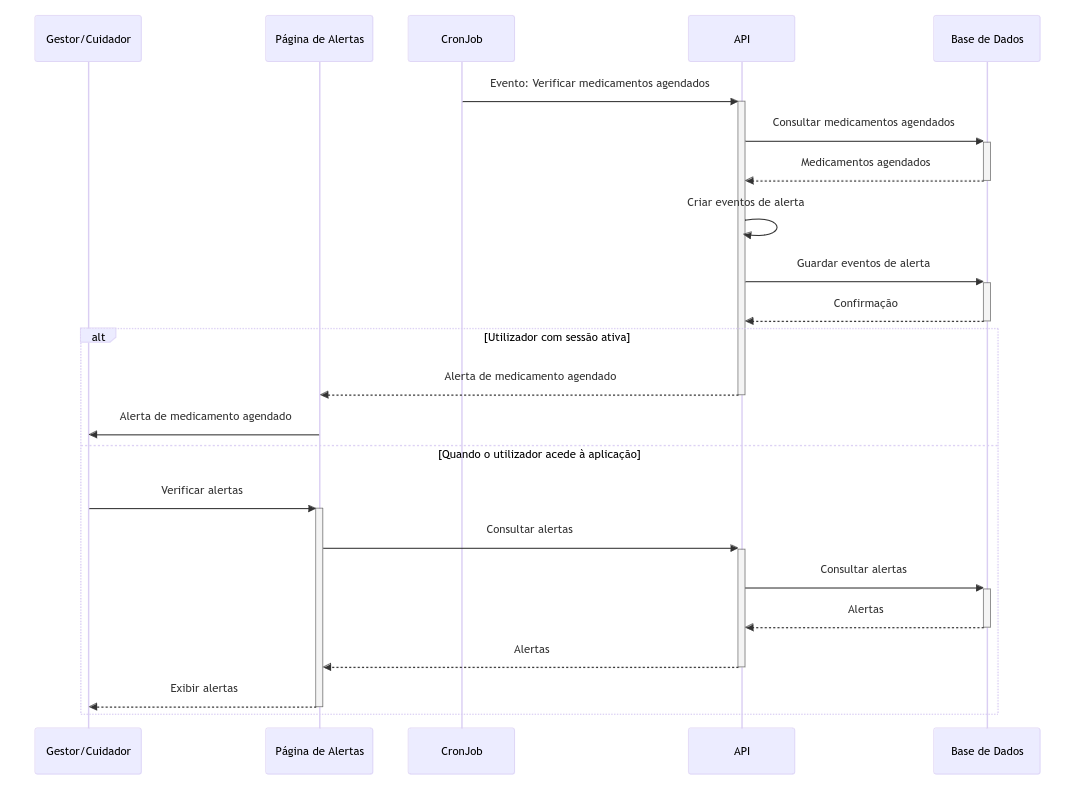 Gestor/Cuidador
Página de Alertas
CronJob
API
Base de Dados
Evento: Verificar medicamentos agendados
Consultar medicamentos agendados
Medicamentos agendados
Criar eventos de alerta
Guardar eventos de alerta
Confirmação
alt
[Utilizador com sessão ativa]
Alerta de medicamento agendado
Alerta de medicamento agendado
[Quando o utilizador acede à aplicação]
Verificar alertas
Consultar alertas
Consultar alertas
Alertas
Alertas
Exibir alertas
Gestor/Cuidador
Página de Alertas
CronJob
API
Base de Dados